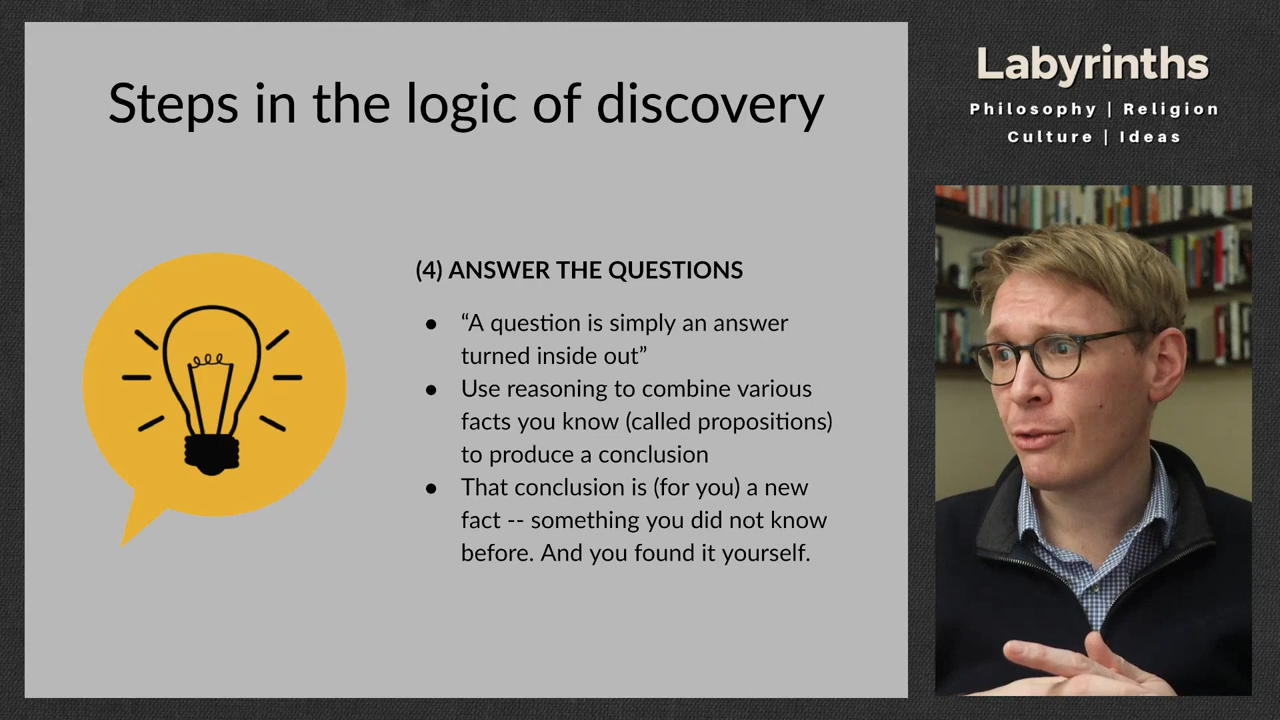 Steps in the logic of discovery
(4) ANSWER THE QUESTIONS
● “A question is simply an answer
turned inside out”
● Use reasoning to combine various
facts you know (called propositions)
to produce a conclusion
● That conclusion is (for you) a new
fact -- something you did not know
before. And you found it yourself.
Labyrinths
Philosophy | Religion
Culture | Ideas